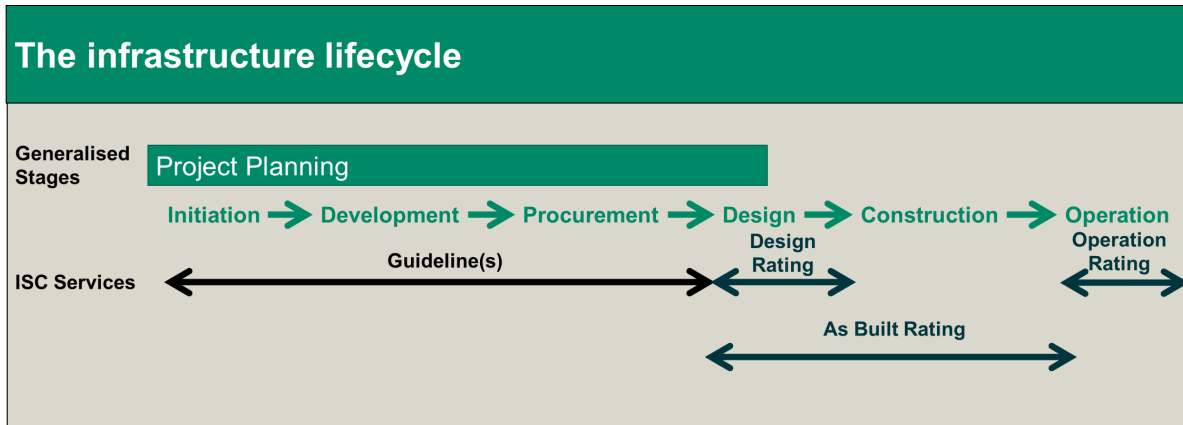 The infrastructure lifecycle
Generalised
Stages
Project Planning
Initiation
Development
Procurement
Design
Construction
Operation
Design
Rating
Operation
Rating
Guideline(s)
ISC Services
As Built Rating